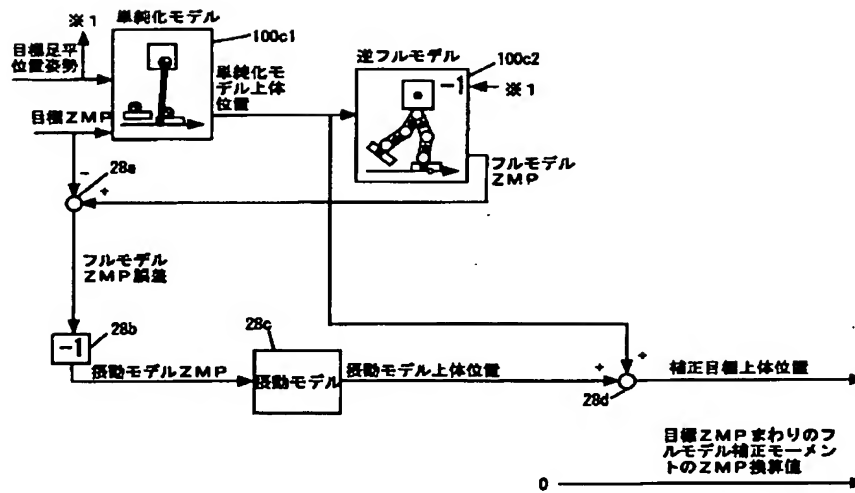 ※1
単純化モデル
100c1
目標足平
位置姿勢
単純化モ
デル上体
位置
逆フルモデル
100c2
-1
※1
目標ZMP
フルモデル
ZMP
-
28a
+
フルモデル
ZMP誤差
28b
-1
28c
摂動モデルZMP
摂動モデル
摂動モデル上体位置
+
+
28d
補正目標上体位置
目標ZMPまわりのフ
ルモデル補正モーメン
トのZMP換算値
0